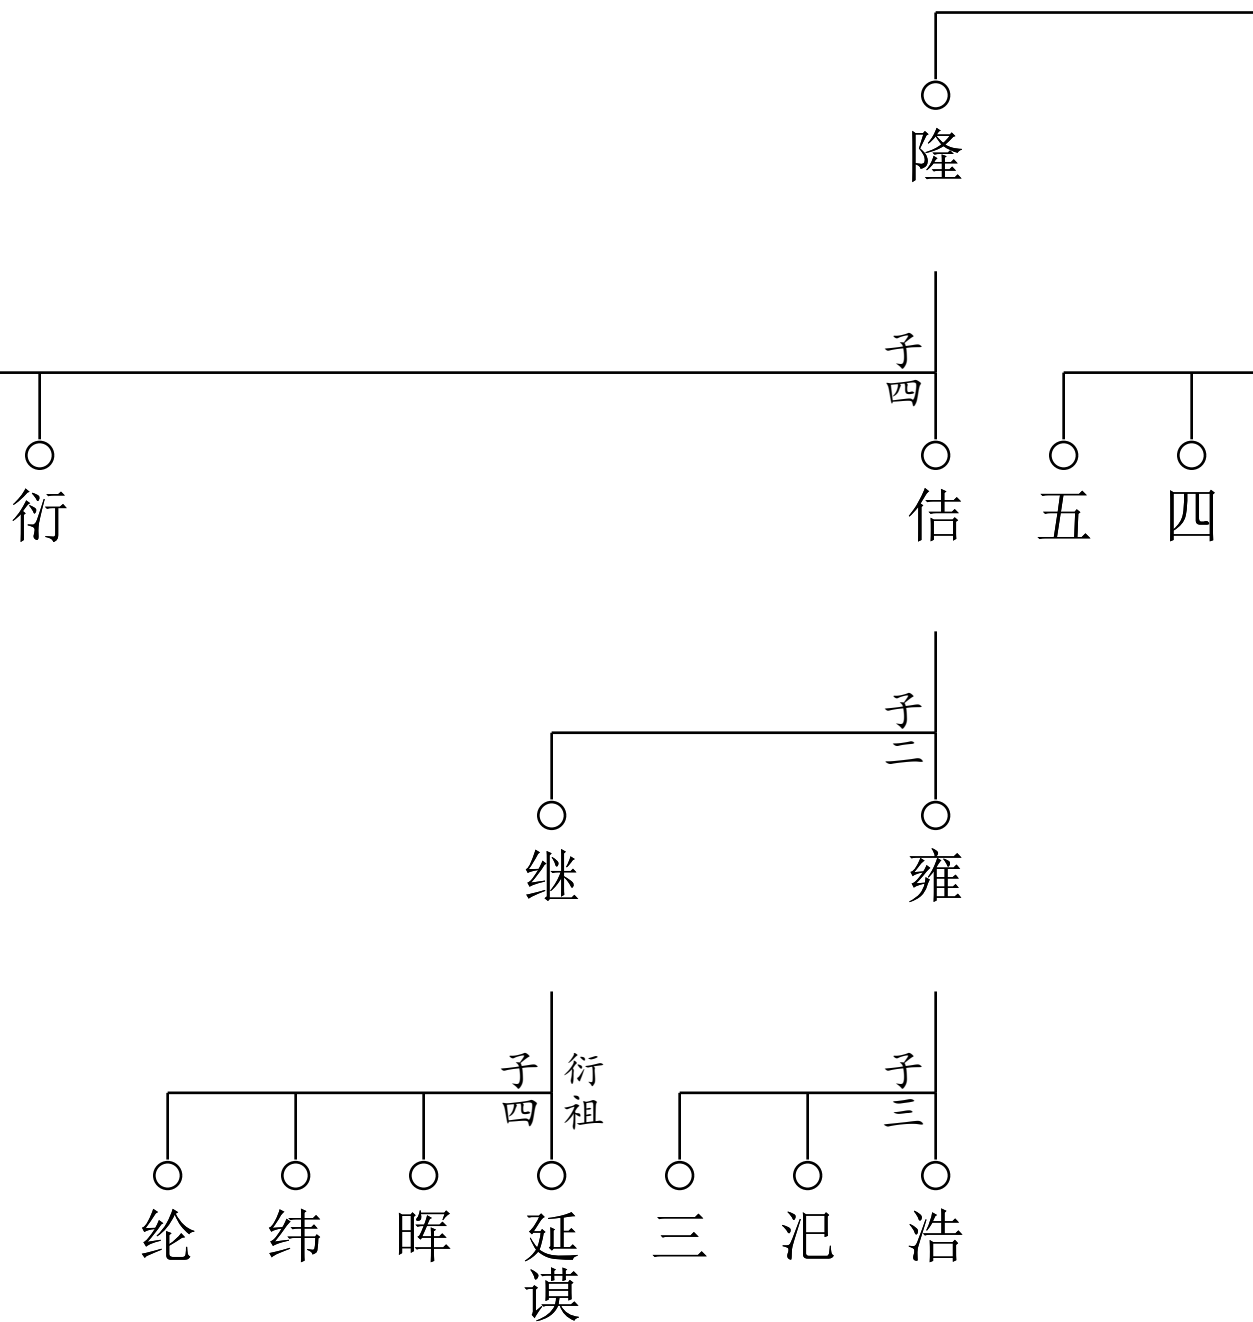 隆
子四
衍
佶
五
四
子二
继
雍
子四
衍祖
子三
纶
纬
晖
延谟
三
汜
浩